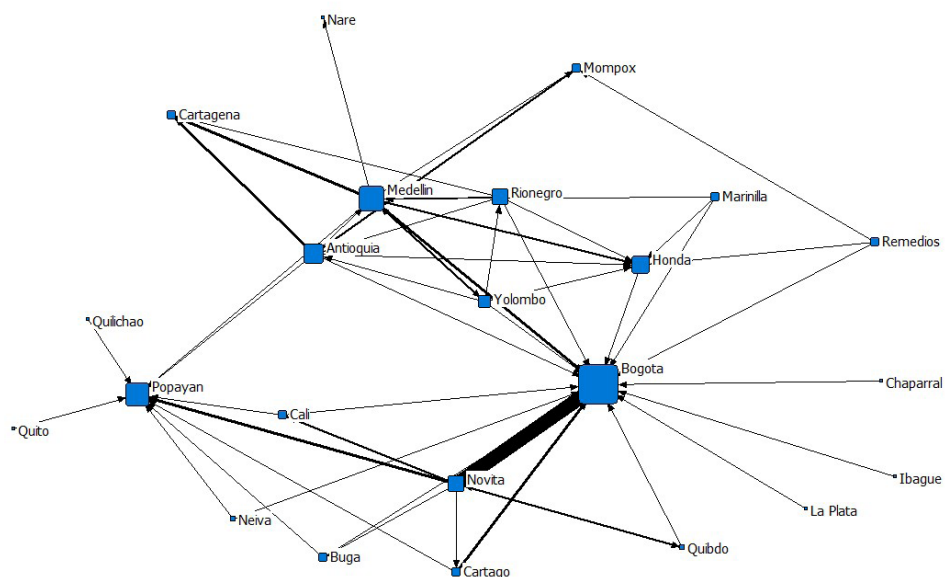 Nare
Mompox
Cartagena
Medellin
Rionegro
Marinilla
Antioquia
Honda
Remedios
Yolombo
Quilichao
Bogota
Popayan
Chaparral
Cali
Quito
Novita
Ibague
La Plata
Neiva
Buga
Quibdo
Cartago